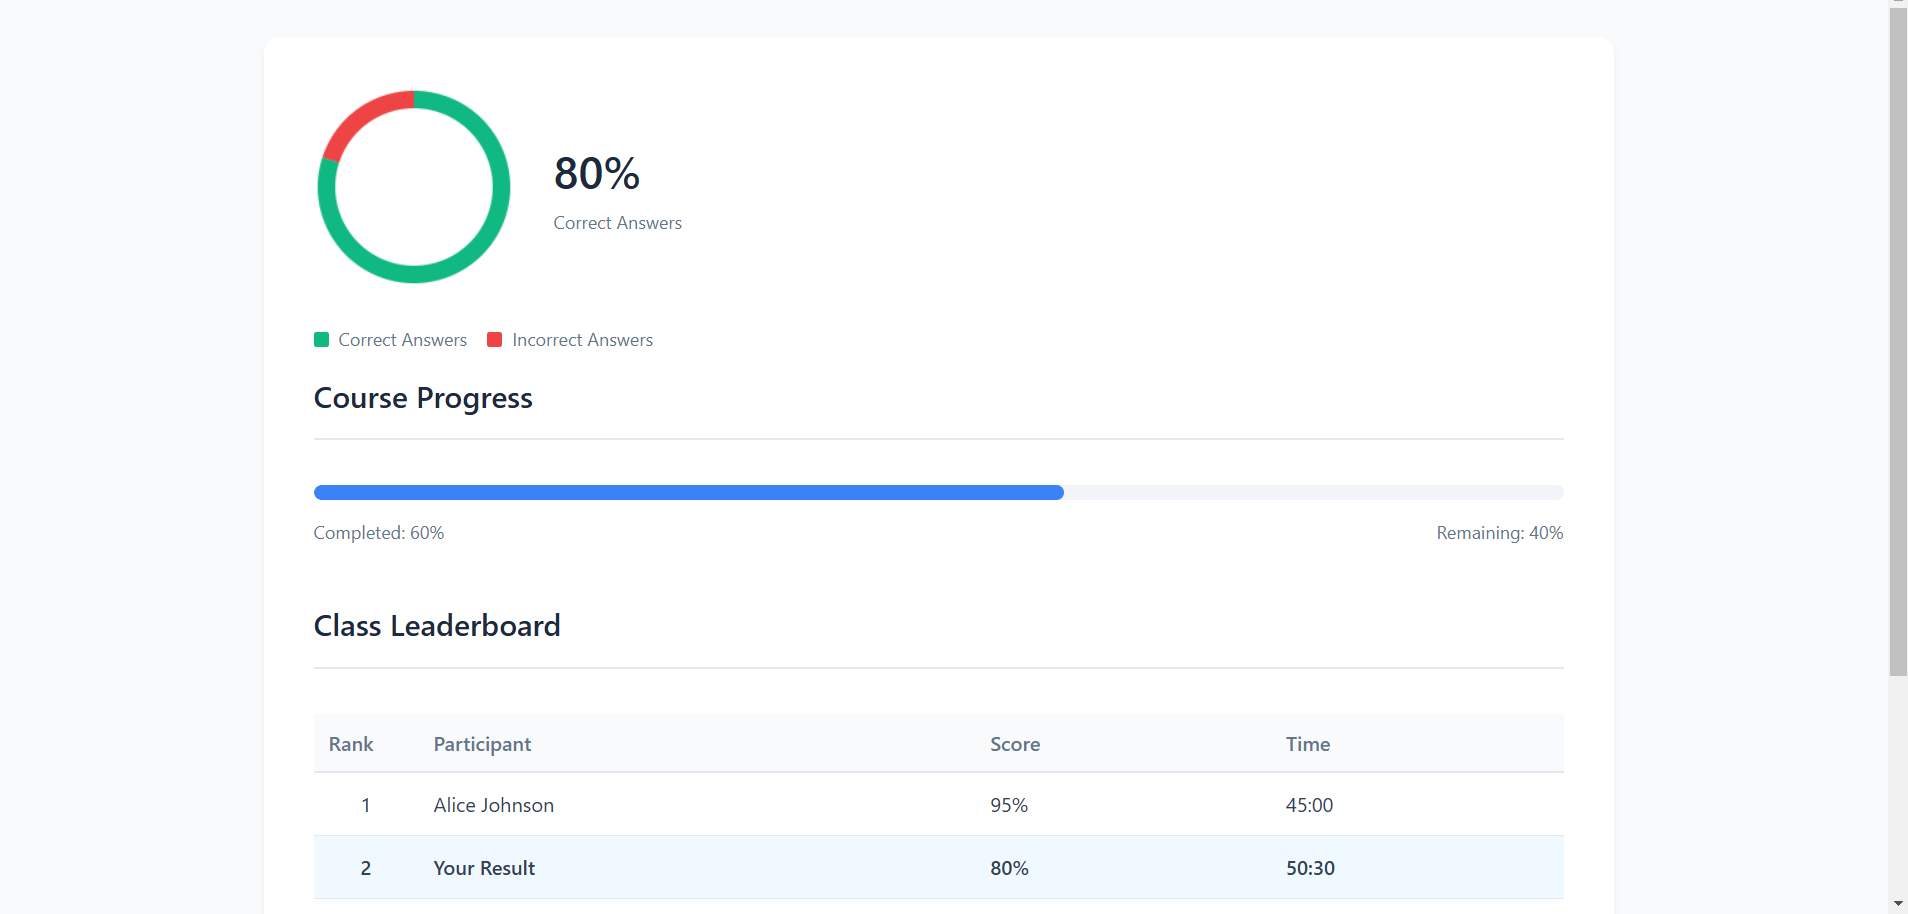 80%
Correct Answers
Correct Answers Incorrect Answers
Course Progress
Completed: 60% Remaining: 40%
Class Leaderboard
Rank Participant Score Time
1 Alice Johnson 95% 45:00
2 Your Result 80% 50:30